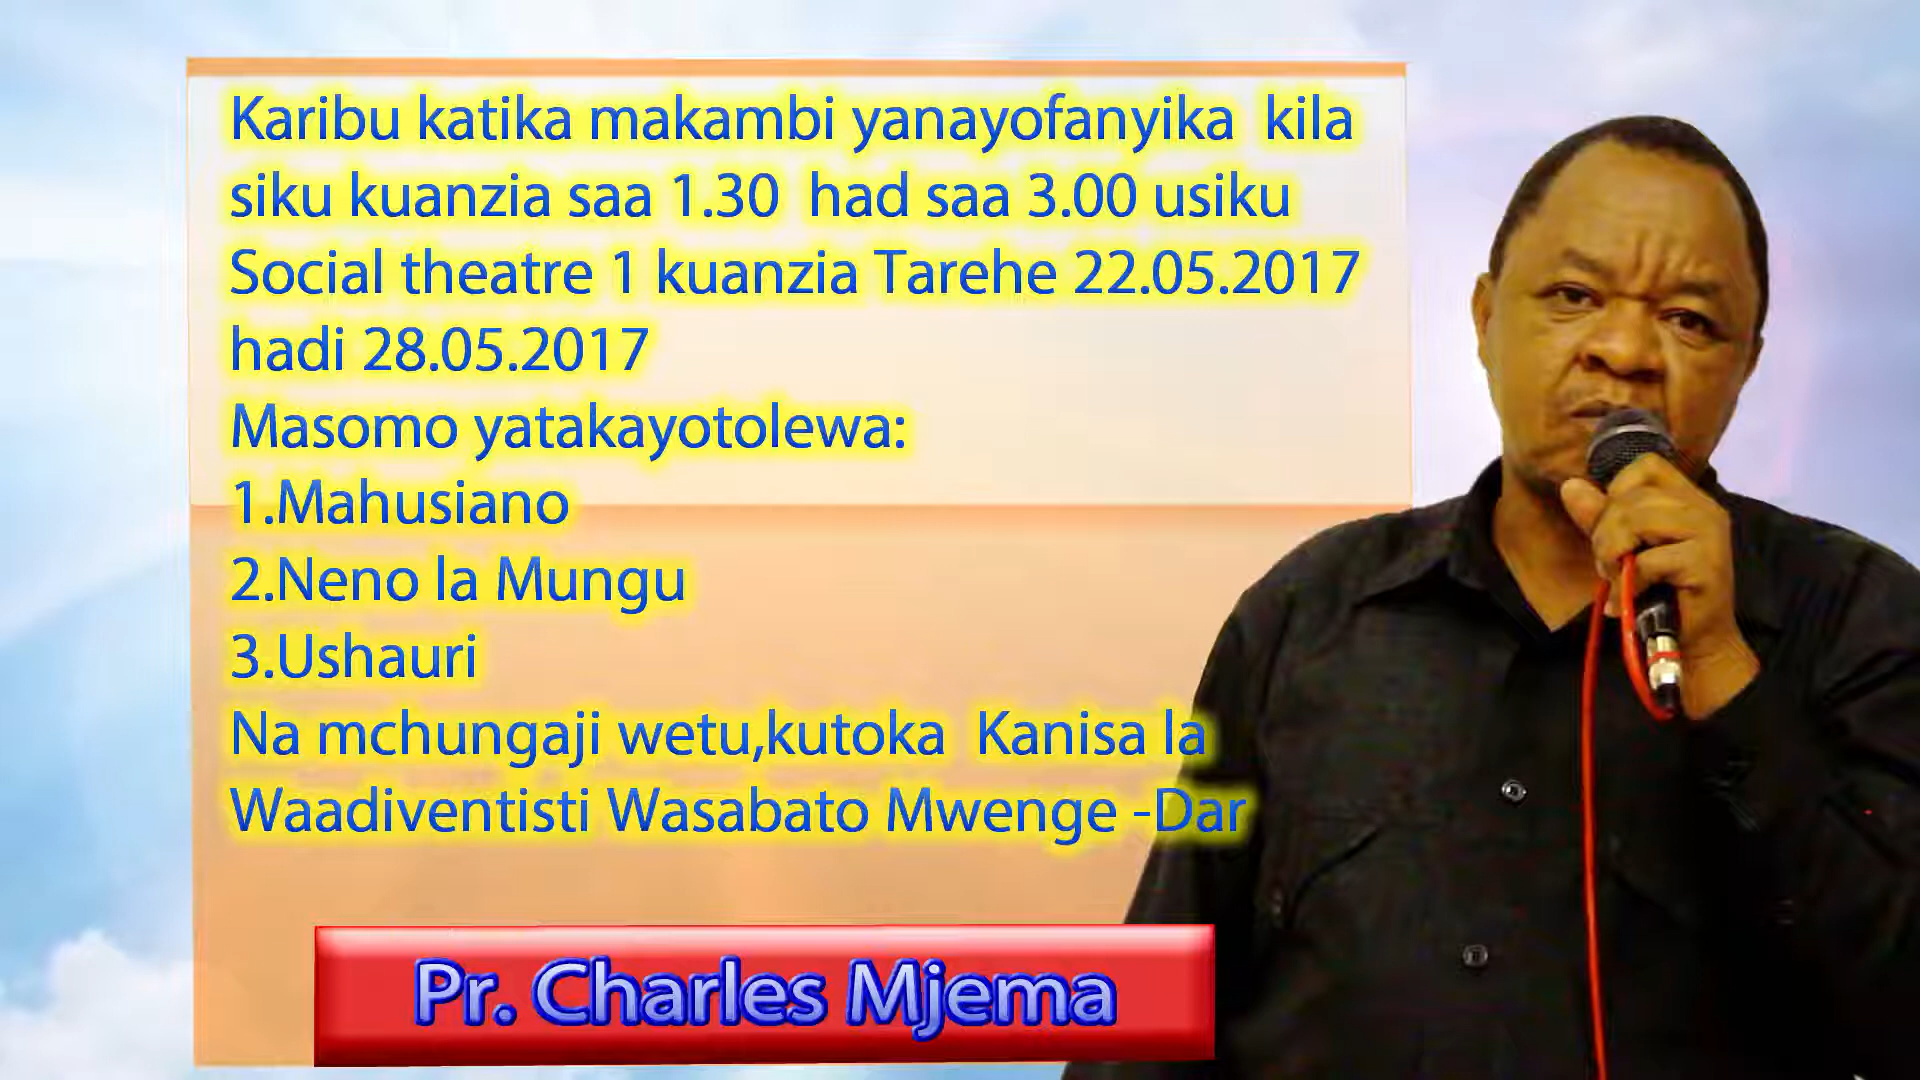 Karibu katika makambi yanayofanyika kila
siku kuanzia saa 1.30 had saa 3.00 usiku
Social theatre 1 kuanzia Tarehe 22.05.2017
hadi 28.05.2017
Masomo yatakayotolewa:
1.Mahusiano
2.Neno la Mungu
3.Ushauri
Na mchungaji wetu,kutoka Kanisa la
Waadiventisti Wasabato Mwenge -Dar
Pr. Charles Mjema